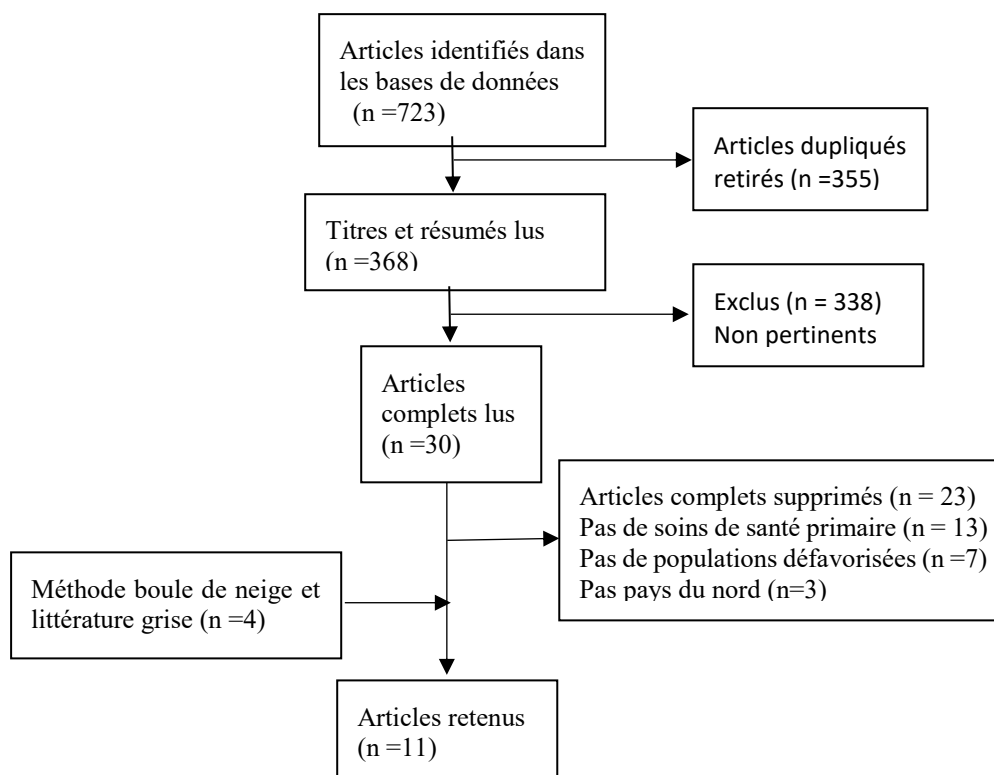 Articles identifiés dans
les bases de données
(n =723)
Articles dupliqués
retirés (n =355)
Titres et résumés lus
(n =368)
Exclus (n = 338)
Non pertinents
Articles
complets lus
(n =30)
Articles complets supprimés (n = 23)
Pas de soins de santé primaire (n = 13)
Pas de populations défavorisées (n =7)
Pas pays du nord (n=3)
Méthode boule de neige et
littérature grise (n =4)
Articles retenus
(n =11)